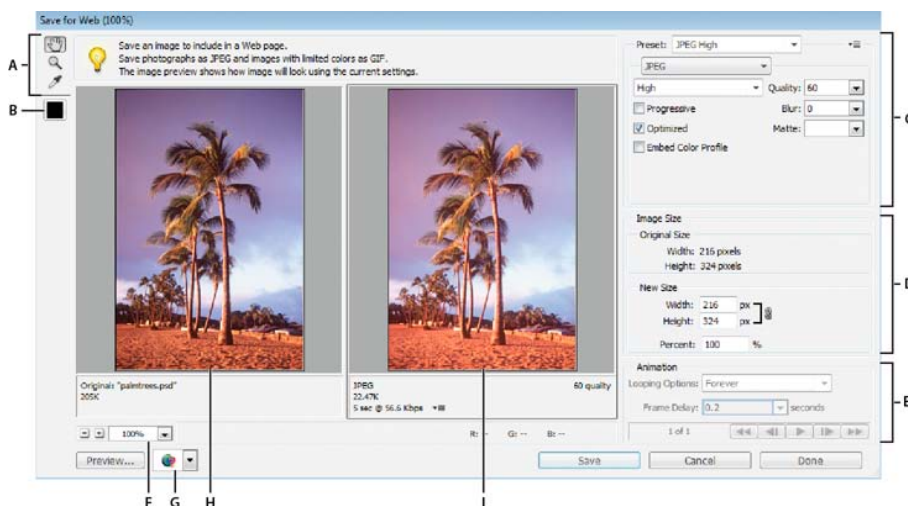 Save for Web (100%)
Save an image to include in a Web page.
Save photographs as JPEG and images with limited colors as GIF.
The image preview shows how image will look using the current settings.
A
B
Preset: JPEG High
JPEG
High Quality: 60
Progressive Blur: 0
Optimized Matte:
Embed Color Profile
C
Image Size
Original Size
Width: 216 pixels
Height: 324 pixels
New Size
Width: 216 px
Height: 324 px
Percent: 100 %
D
Animation
Looping Options: Forever
Frame Delay: 0.2 seconds
1 of 1
E
Original: "palmtrees.psd"
205K
JPEG 60 quality
22.47K
5 sec @ 56.6 Kbps
100% R: -- G: -- B: --
Preview... Save Cancel Done
F G H I